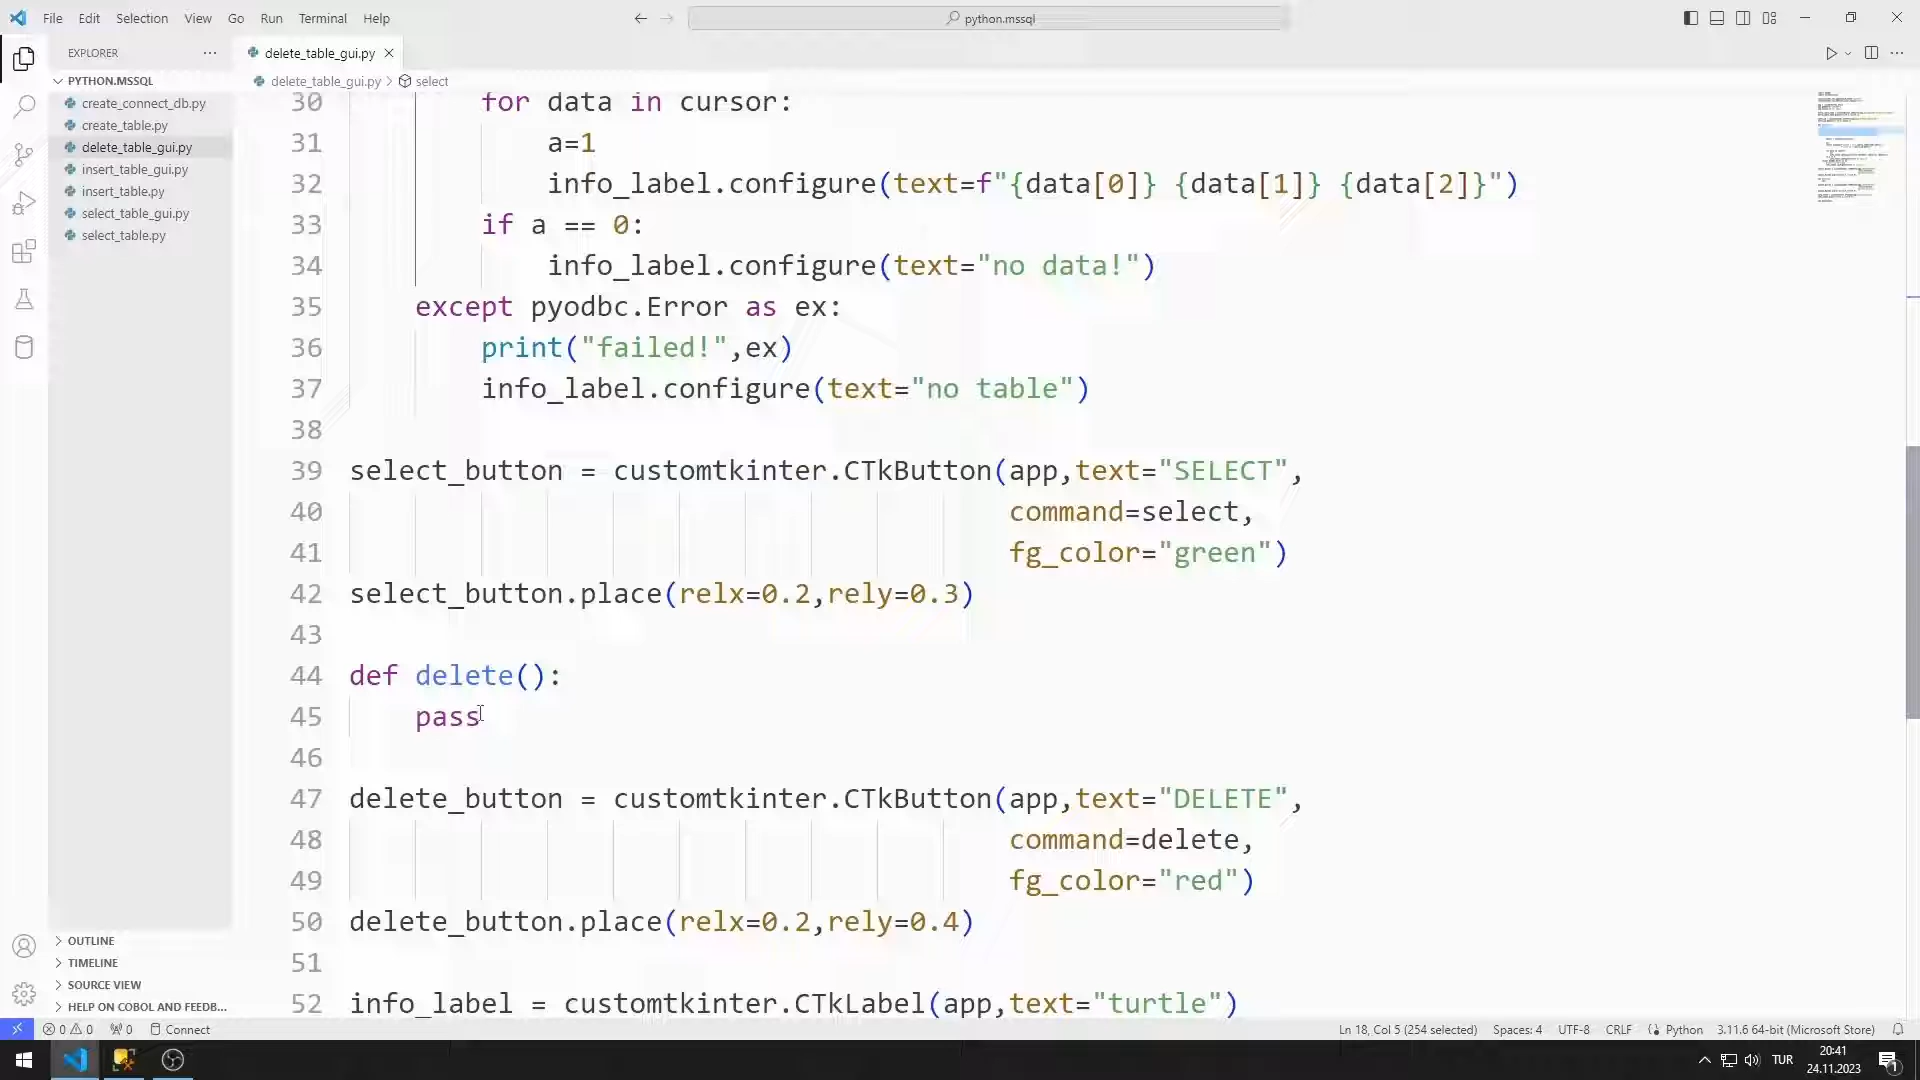 File Edit Selection View Go Run Terminal Help
python.mssql
EXPLORER
delete_table_gui.py
PYTHON.MSSQL
delete_table_gui.py > select
create_connect_db.py
create_table.py
delete_table_gui.py
insert_table_gui.py
insert_table.py
select_table_gui.py
select_table.py
30 for data in cursor:
31 a=1
32 info_label.configure(text=f"{data[0]} {data[1]} {data[2]}")
33 if a == 0:
34 info_label.configure(text="no data!")
35 except pyodbc.Error as ex:
36 print("failed!",ex)
37 info_label.configure(text="no table")
38
39 select_button = customtkinter.CTkButton(app,text="SELECT",
40 command=select,
41 fg_color="green")
42 select_button.place(relx=0.2,rely=0.3)
43
44 def delete():
45 pass
46
47 delete_button = customtkinter.CTkButton(app,text="DELETE",
48 command=delete,
49 fg_color="red")
50 delete_button.place(relx=0.2,rely=0.4)
51
52 info_label = customtkinter.CTkLabel(app,text="turtle")
OUTLINE
TIMELINE
SOURCE VIEW
HELP ON COBOL AND FEEDB...
0 0 0 Connect
Ln 18, Col 5 (254 selected) Spaces: 4 UTF-8 CRLF Python 3.11.6 64-bit (Microsoft Store)
TUR
20:41
24.11.2023
1